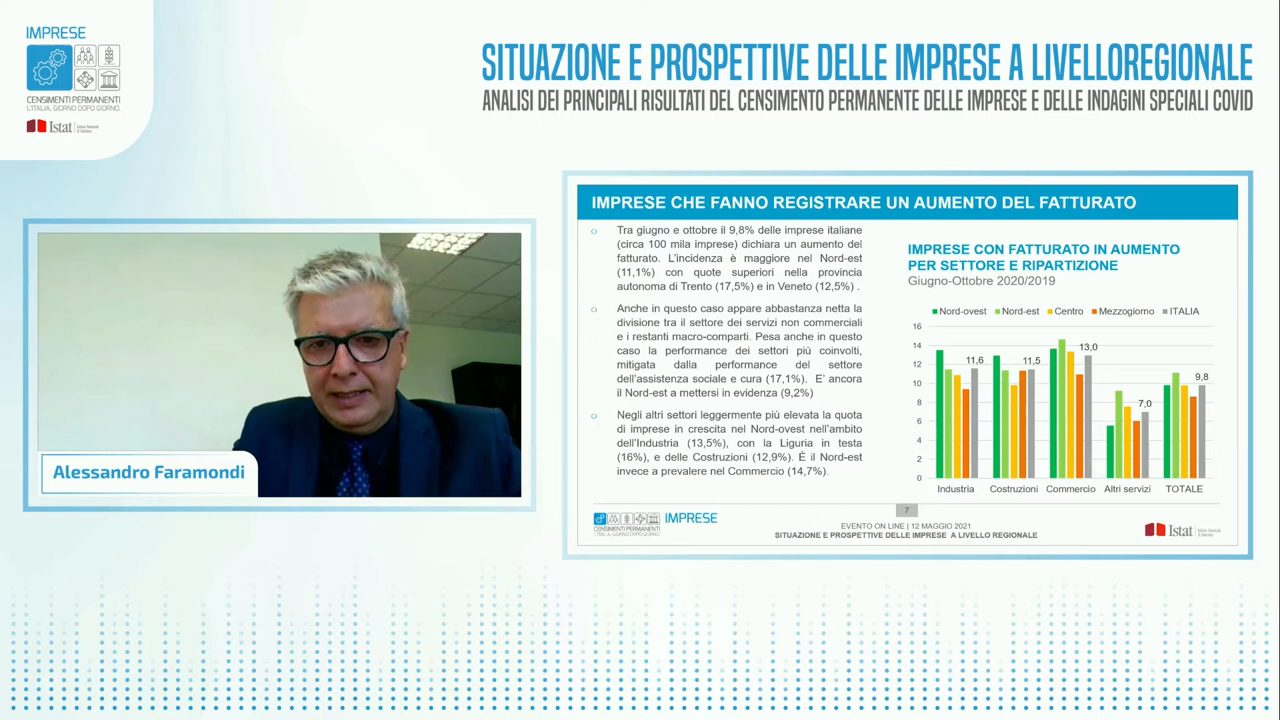 IMPRESE
CENSIMENTI PERMANENTI
L'ITALIA, GIORNO DOPO GIORNO.
Istat
SITUAZIONE E PROSPETTIVE DELLE IMPRESE A LIVELLOREGIONALE
ANALISI DEI PRINCIPALI RISULTATI DEL CENSIMENTO PERMANENTE DELLE IMPRESE E DELLE INDAGINI SPECIALI COVID
Alessandro Faramondi
IMPRESE CHE FANNO REGISTRARE UN AUMENTO DEL FATTURATO
Tra giugno e ottobre il 9,8% delle imprese italiane
(circa 100 mila imprese) dichiara un aumento del
fatturato. L'incidenza è maggiore nel Nord-est
(11,1%) con quote superiori nella provincia
autonoma di Trento (17,5%) e in Veneto (12,5%) .
Anche in questo caso appare abbastanza netta la
divisione tra il settore dei servizi non commerciali
e i restanti macro-comparti. Pesa anche in questo
caso la performance dei settori più coinvolti,
mitigata dalla performance del settore
dell'assistenza sociale e cura (17,1%). E' ancora
il Nord-est a mettersi in evidenza (9,2%)
Negli altri settori leggermente più elevata la quota
di imprese in crescita nel Nord-ovest nell'ambito
dell'Industria (13,5%), con la Liguria in testa
(16%), e delle Costruzioni (12,9%). È il Nord-est
invece a prevalere nel Commercio (14,7%).
IMPRESE CON FATTURATO IN AUMENTO
PER SETTORE E RIPARTIZIONE
Giugno-Ottobre 2020/2019
Nord-ovest Nord-est Centro Mezzogiorno ITALIA
16
14
12
10
8
6
4
2
0
11,6 11,5 13,0 7,0 9,8
Industria Costruzioni Commercio Altri servizi TOTALE
7
IMPRESE
CENSIMENTI PERMANENTI
L'ITALIA, GIORNO DOPO GIORNO.
EVENTO ON LINE | 12 MAGGIO 2021
SITUAZIONE E PROSPETTIVE DELLE IMPRESE A LIVELLO REGIONALE
Istat